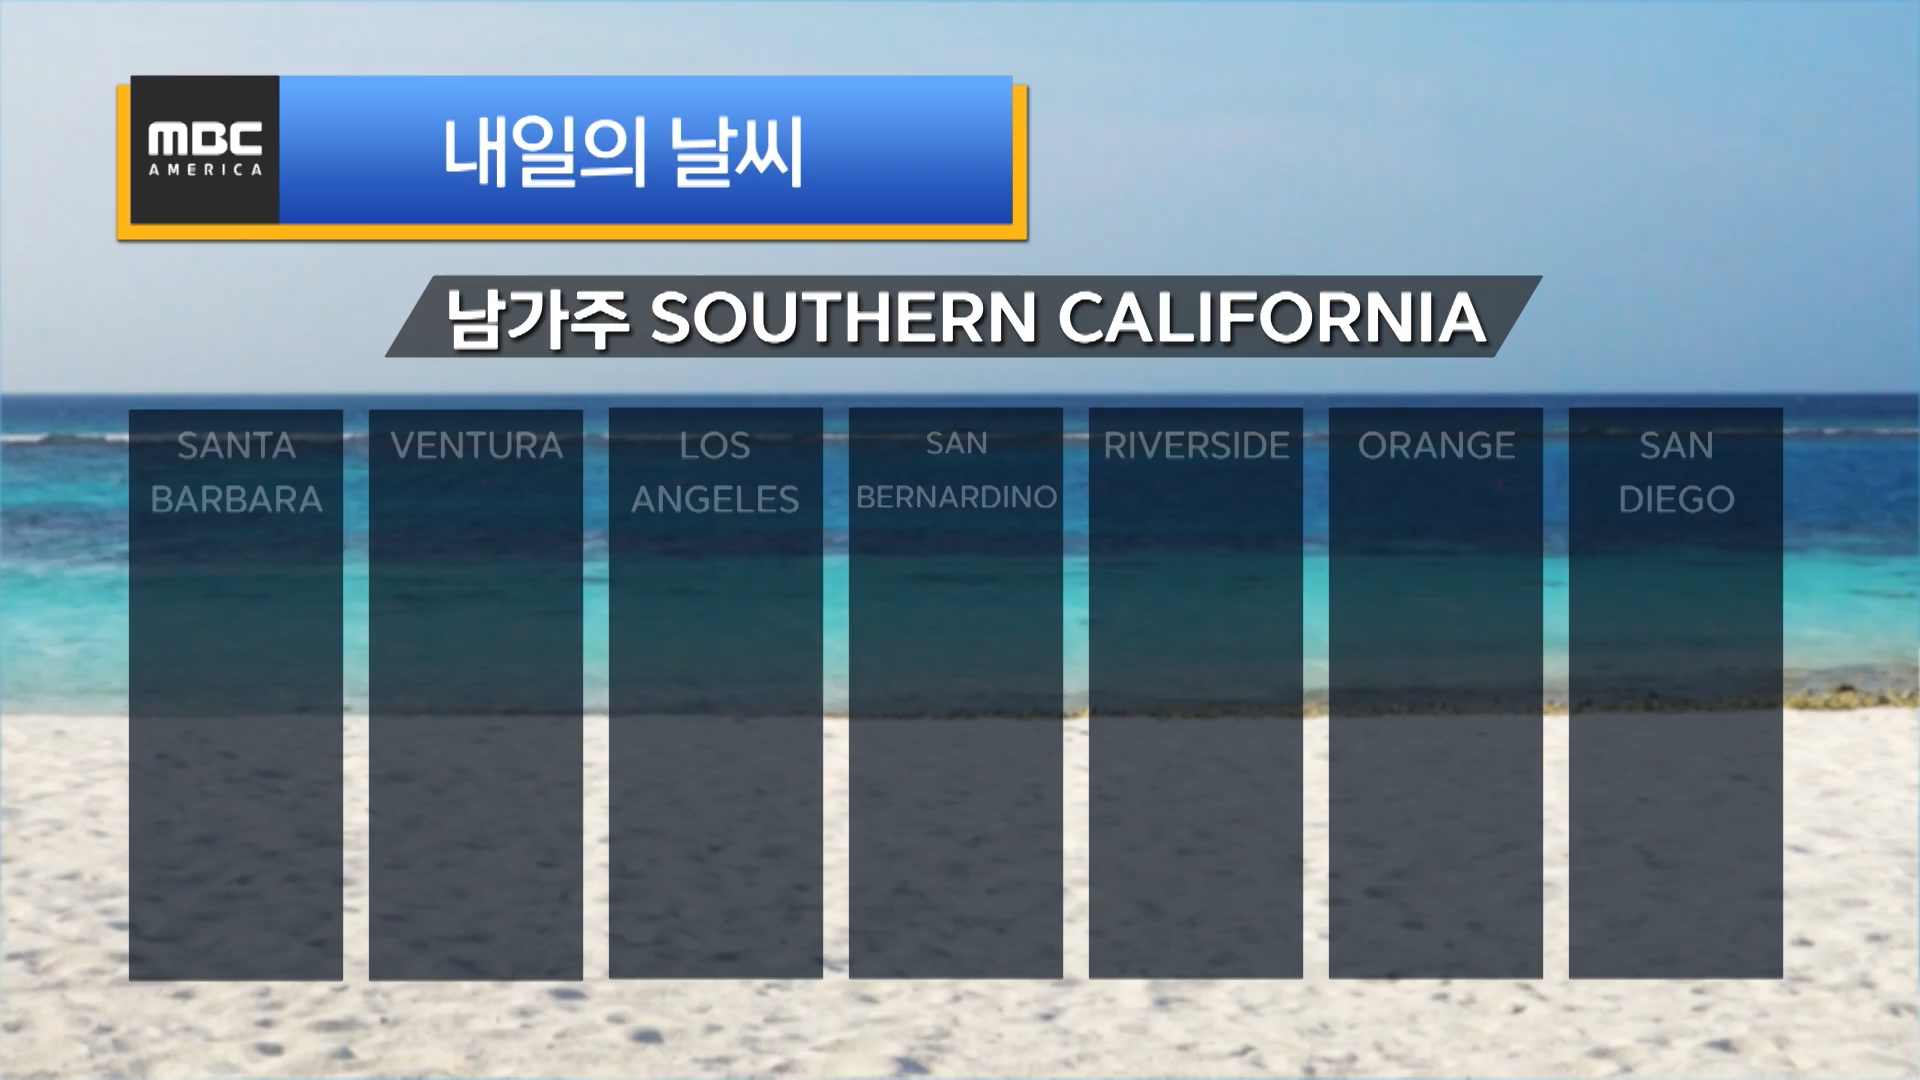 MBC
AMERICA
내일의 날씨
남가주 SOUTHERN CALIFORNIA
SANTA
BARBARA
VENTURA
LOS
ANGELES
SAN
BERNARDINO
RIVERSIDE
ORANGE
SAN
DIEGO